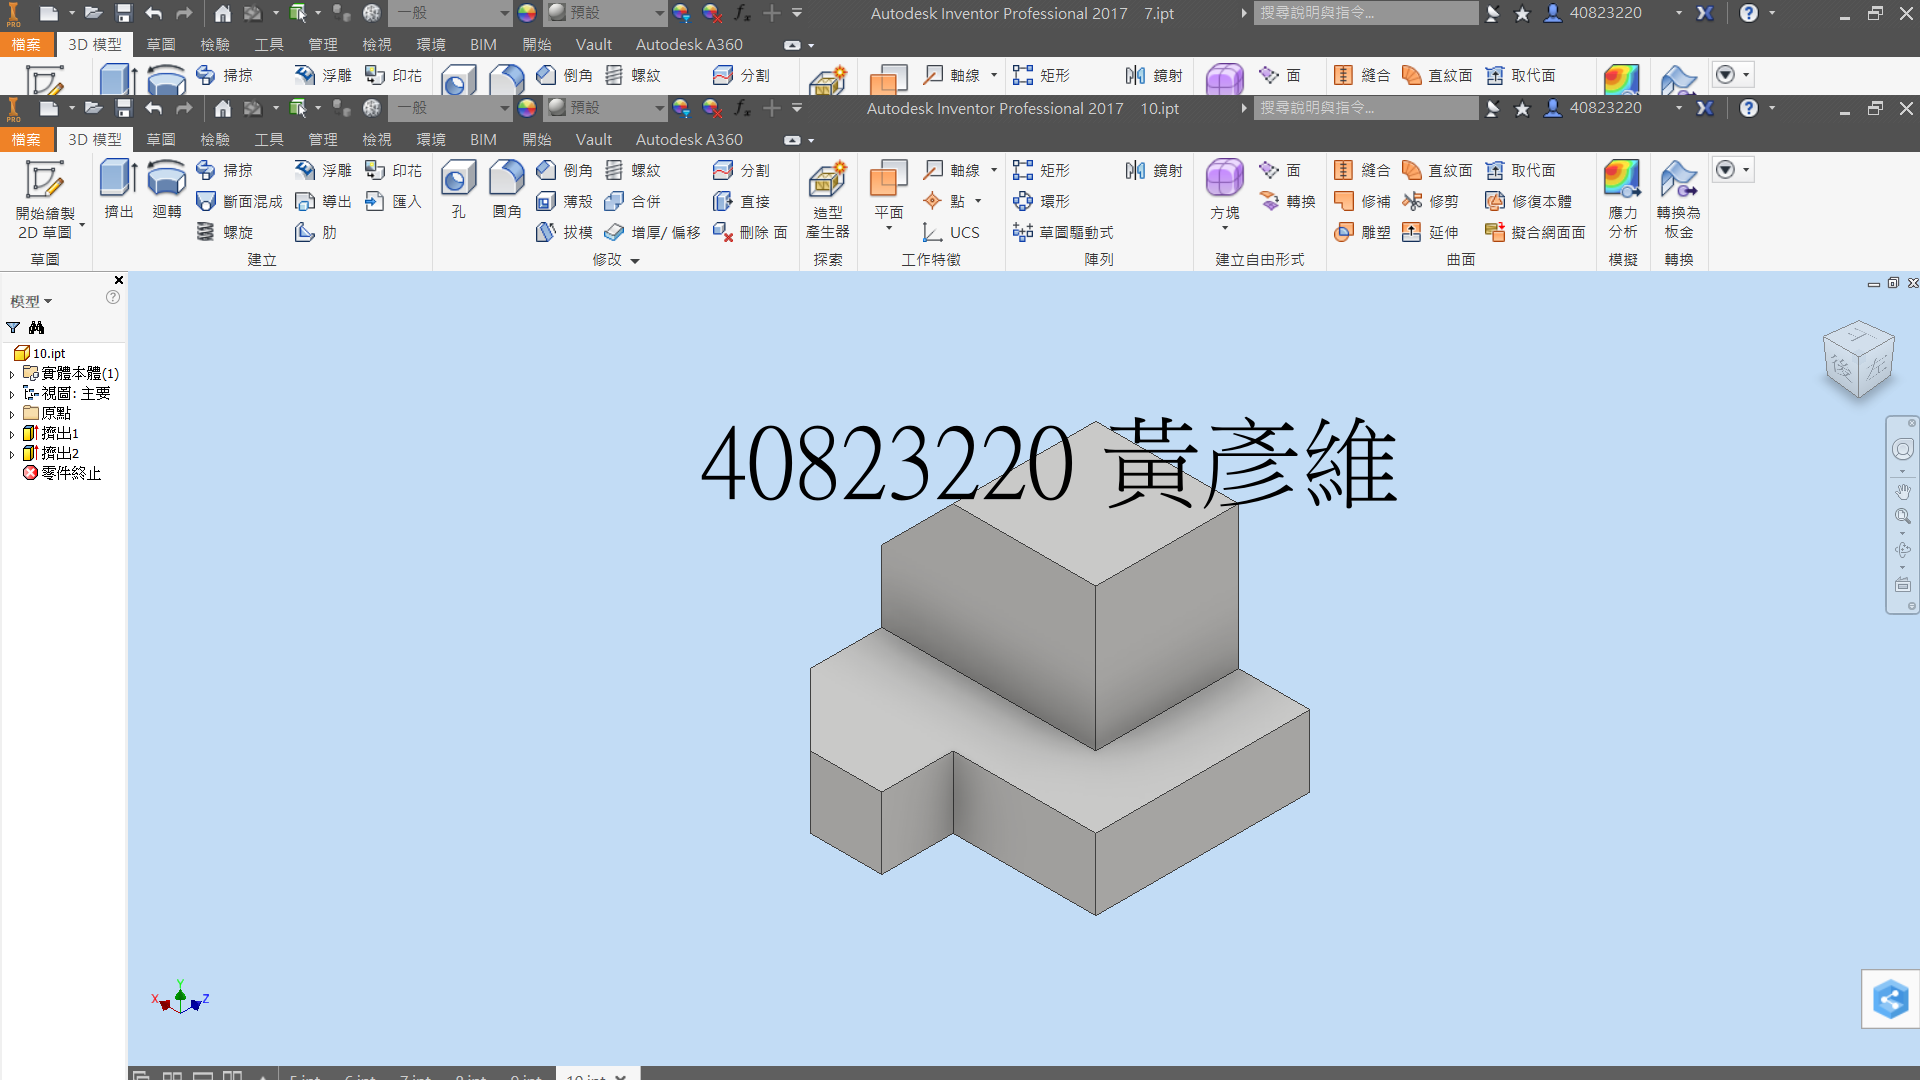 PRO
一般
預設
Autodesk Inventor Professional 2017 7.ipt
搜尋說明與指令...
40823220
檔案 3D 模型 草圖 檢驗 工具 管理 檢視 環境 BIM 開始 Vault Autodesk A360
掃掠 浮雕 印花 倒角 螺紋 分割 軸線 矩形 鏡射 面 縫合 直紋面 取代面
PRO
一般
預設
Autodesk Inventor Professional 2017 10.ipt
搜尋說明與指令...
40823220
檔案 3D 模型 草圖 檢驗 工具 管理 檢視 環境 BIM 開始 Vault Autodesk A360
開始繪製
2D 草圖
草圖
擠出 迴轉
掃掠 浮雕 印花
斷面混成 導出 匯入
螺旋 肋
建立
孔 圓角
倒角 螺紋 分割
薄殼 合併 直接
拔模 增厚/ 偏移 刪除 面
修改
造型
產生器
探索
平面
軸線
點
UCS
工作特徵
矩形 鏡射
環形
草圖驅動式
陣列
方塊
面
轉換
建立自由形式
縫合 直紋面 取代面
修補 修剪 修復本體
雕塑 延伸 擬合網面面
曲面
應力
分析
模擬
轉換為
板金
轉換
模型
10.ipt
實體本體(1)
視圖: 主要
原點
擠出1
擠出2
零件終止
40823220 黃彥維
上
後
左
X Y Z
5.ipt 6.ipt 7.ipt 8.ipt 9.ipt 10.ipt